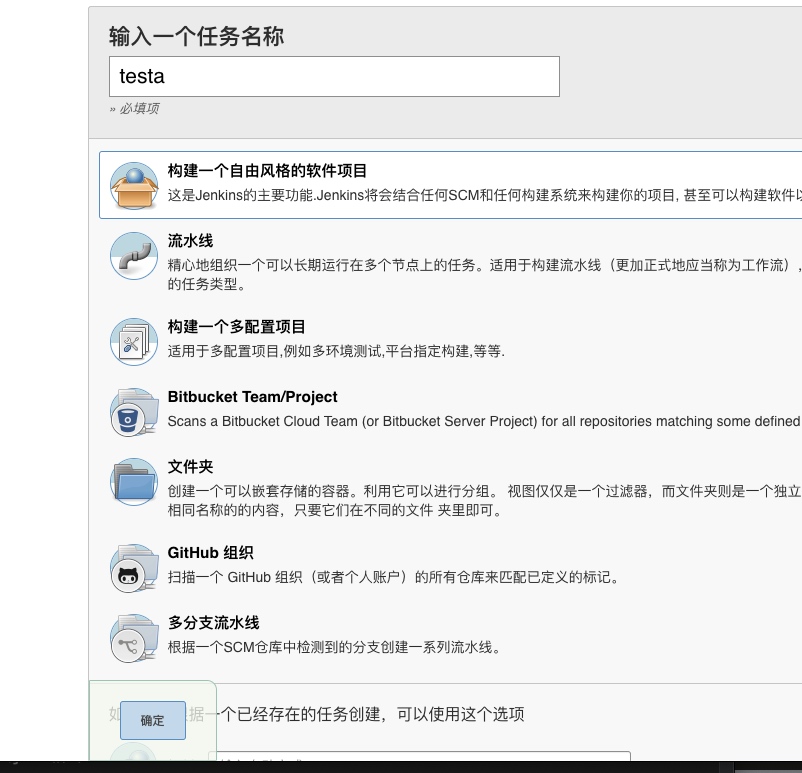 输入一个任务名称
testa
» 必填项
构建一个自由风格的软件项目
这是Jenkins的主要功能.Jenkins将会结合任何SCM和任何构建系统来构建你的项目, 甚至可以构建软件以
流水线
精心地组织一个可以长期运行在多个节点上的任务。适用于构建流水线（更加正式地应当称为工作流），
的任务类型。
构建一个多配置项目
适用于多配置项目,例如多环境测试,平台指定构建,等等.
Bitbucket Team/Project
Scans a Bitbucket Cloud Team (or Bitbucket Server Project) for all repositories matching some defined
文件夹
创建一个可以嵌套存储的容器。利用它可以进行分组。 视图仅仅是一个过滤器，而文件夹则是一个独立
相同名称的的内容，只要它们在不同的文件 夹里即可。
GitHub 组织
扫描一个 GitHub 组织（或者个人账户）的所有仓库来匹配已定义的标记。
多分支流水线
根据一个SCM仓库中检测到的分支创建一系列流水线。
如 据一个已经存在的任务创建，可以使用这个选项
确定